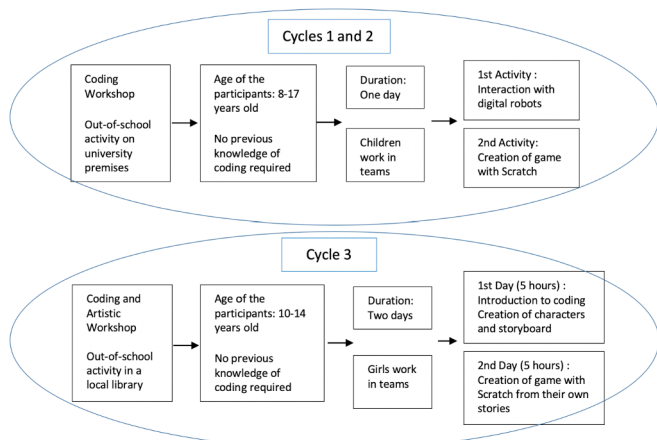 Cycles 1 and 2
Coding
Workshop
Out-of-school
activity on
university
premises
Age of the
participants: 8-17
years old
No previous
knowledge of
coding required
Duration:
One day
Children
work in
teams
1st Activity :
Interaction with
digital robots
2nd Activity:
Creation of game
with Scratch
Cycle 3
Coding and
Artistic
Workshop
Out-of-school
activity in a
local library
Age of the
participants: 10-14
years old
No previous
knowledge of
coding required
Duration:
Two days
Girls work
in teams
1st Day (5 hours) :
Introduction to coding
Creation of characters
and storyboard
2nd Day (5 hours) :
Creation of game with
Scratch from their own
stories